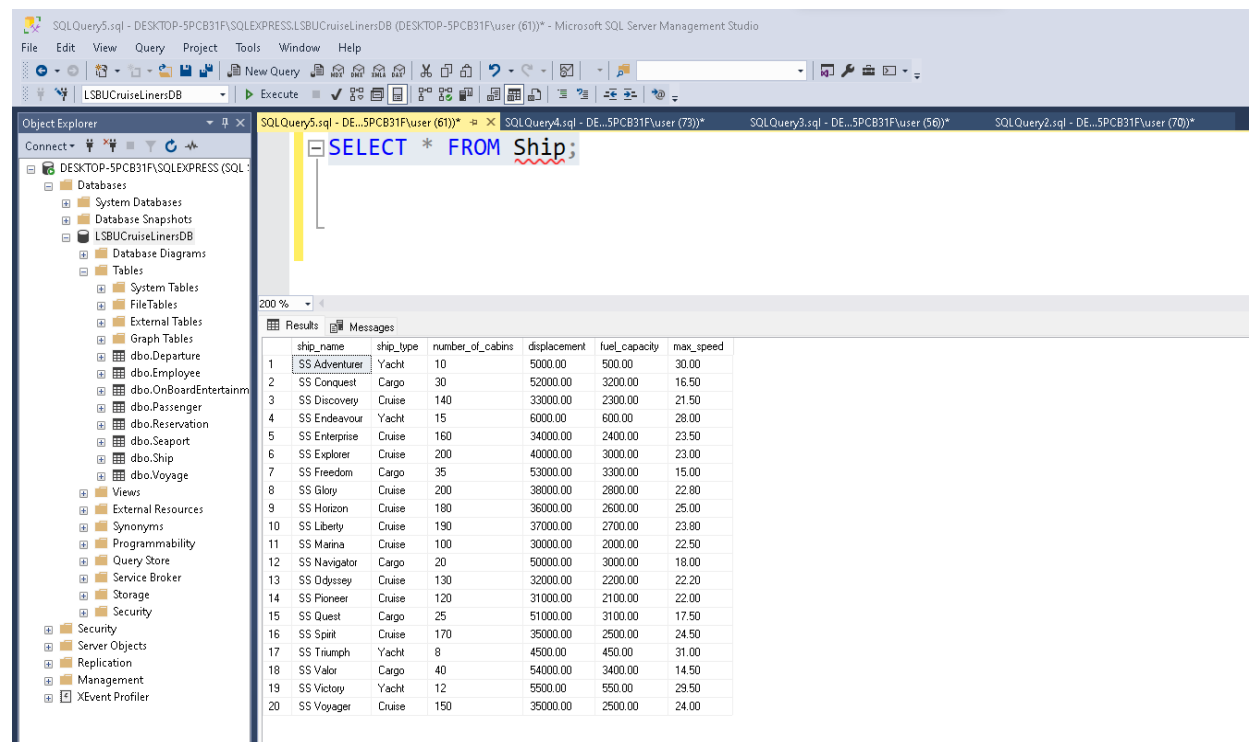 SQLQuery5.sql - DESKTOP-5PCB31F\SQLEXPRESS.LSBUCruiseLinersDB (DESKTOP-5PCB31F\user (61))* - Microsoft SQL Server Management Studio
File Edit View Query Project Tools Window Help
New Query
LSBUCruiseLinersDB Execute
Object Explorer
Connect
DESKTOP-5PCB31F\SQLEXPRESS (SQL
Databases
System Databases
Database Snapshots
LSBUCruiseLinersDB
Database Diagrams
Tables
System Tables
FileTables
External Tables
Graph Tables
dbo.Departure
dbo.Employee
dbo.OnBoardEntertainm
dbo.Passenger
dbo.Reservation
dbo.Seaport
dbo.Ship
dbo.Voyage
Views
External Resources
Synonyms
Programmability
Query Store
Service Broker
Storage
Security
Security
Server Objects
Replication
Management
XEvent Profiler
SQLQuery5.sql - DE...5PCB31F\user (61))* SQLQuery4.sql - DE...5PCB31F\user (73))* SQLQuery3.sql - DE...5PCB31F\user (56))* SQLQuery2.sql - DE...5PCB31F\user (70))*
SELECT * FROM Ship;
200 %
Results Messages
ship_name ship_type number_of_cabins displacement fuel_capacity max_speed
1 SS Adventurer Yacht 10 5000.00 500.00 30.00
2 SS Conquest Cargo 30 52000.00 3200.00 16.50
3 SS Discovery Cruise 140 33000.00 2300.00 21.50
4 SS Endeavour Yacht 15 6000.00 600.00 28.00
5 SS Enterprise Cruise 160 34000.00 2400.00 23.50
6 SS Explorer Cruise 200 40000.00 3000.00 23.00
7 SS Freedom Cargo 35 53000.00 3300.00 15.00
8 SS Glory Cruise 200 38000.00 2800.00 22.80
9 SS Horizon Cruise 180 36000.00 2600.00 25.00
10 SS Liberty Cruise 190 37000.00 2700.00 23.80
11 SS Marina Cruise 100 30000.00 2000.00 22.50
12 SS Navigator Cargo 20 50000.00 3000.00 18.00
13 SS Odyssey Cruise 130 32000.00 2200.00 22.20
14 SS Pioneer Cruise 120 31000.00 2100.00 22.00
15 SS Quest Cargo 25 51000.00 3100.00 17.50
16 SS Spirit Cruise 170 35000.00 2500.00 24.50
17 SS Triumph Yacht 8 4500.00 450.00 31.00
18 SS Valor Cargo 40 54000.00 3400.00 14.50
19 SS Victory Yacht 12 5500.00 550.00 29.50
20 SS Voyager Cruise 150 35000.00 2500.00 24.00